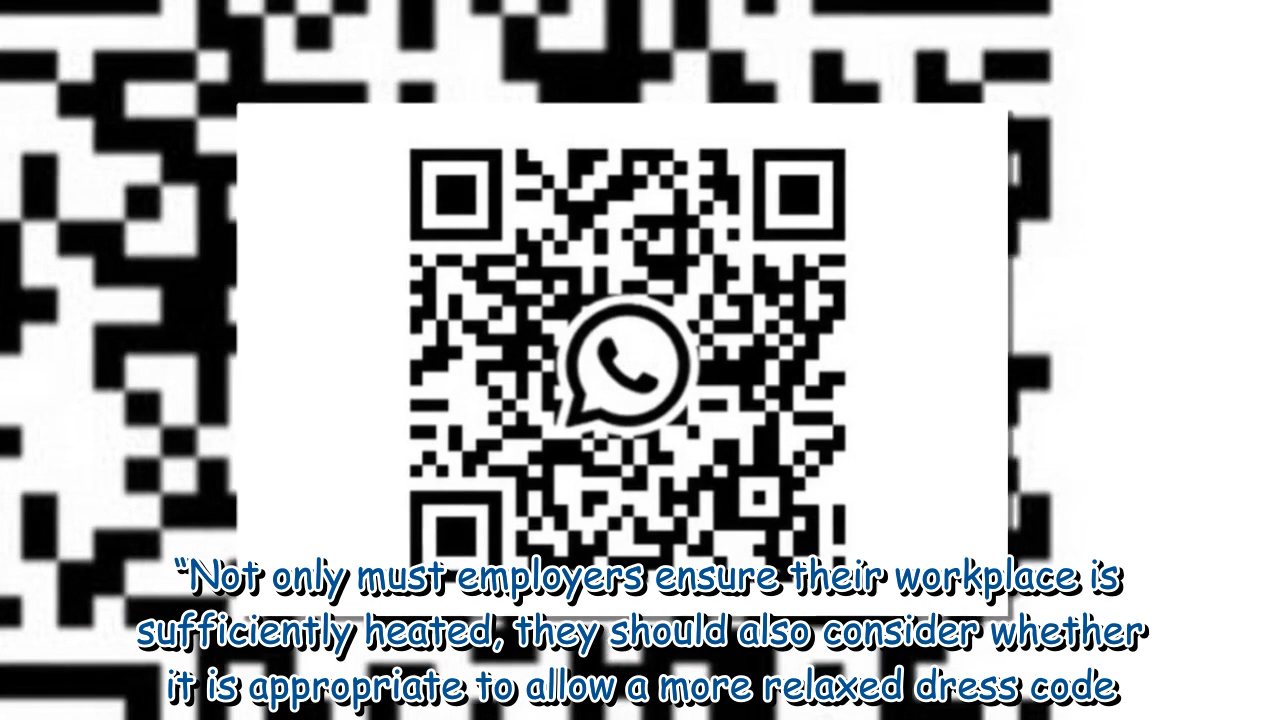 “Not only must employers ensure their workplace is
sufficiently heated, they should also consider whether
it is appropriate to allow a more relaxed dress code